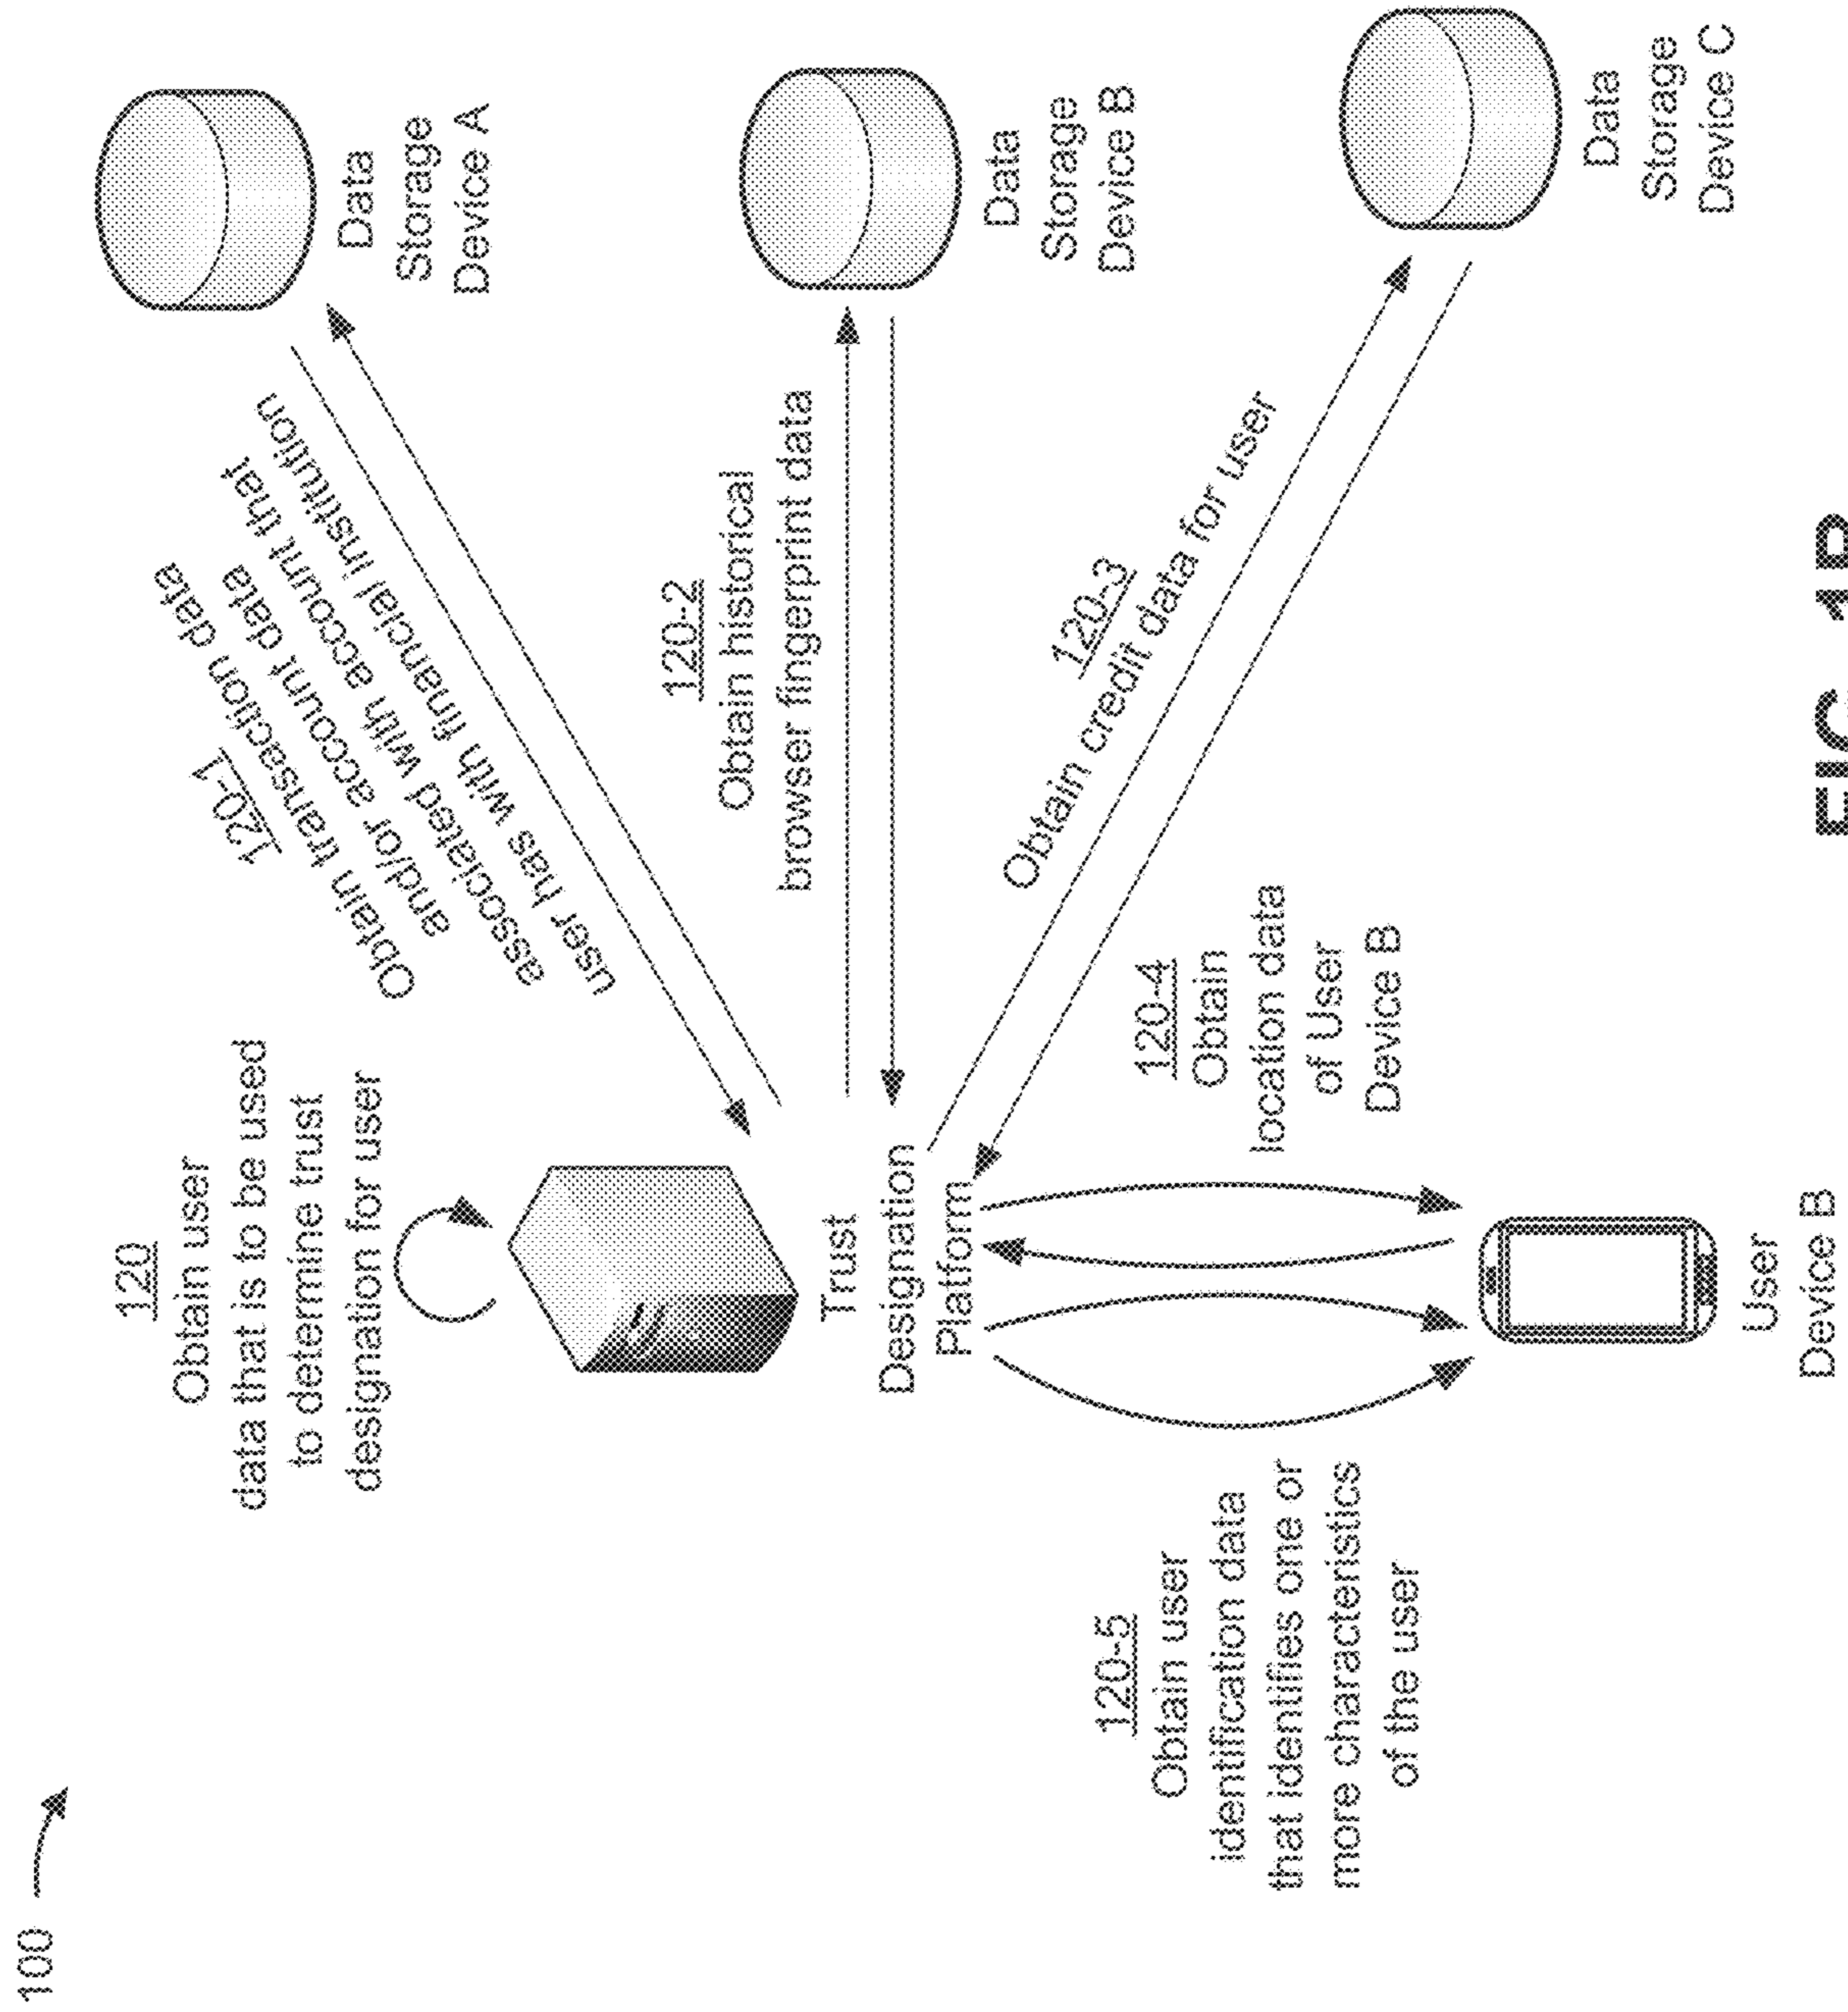 100
120
Obtain user
data that is to be used
to determine trust
designation for user
120-1
Obtain transaction data
and/or account data
associated with account that
user has with financial institution
Data
Storage
Device A
120-2
Obtain historical
browser fingerprint data
Data
Storage
Device B
Trust
Designation
Platform
120-3
Obtain credit data for user
Data
Storage
Device C
120-4
Obtain
location data
of User
Device B
120-5
Obtain user
identification data
that identifies one or
more characteristics
of the user
User
Device B
FIG. 1B